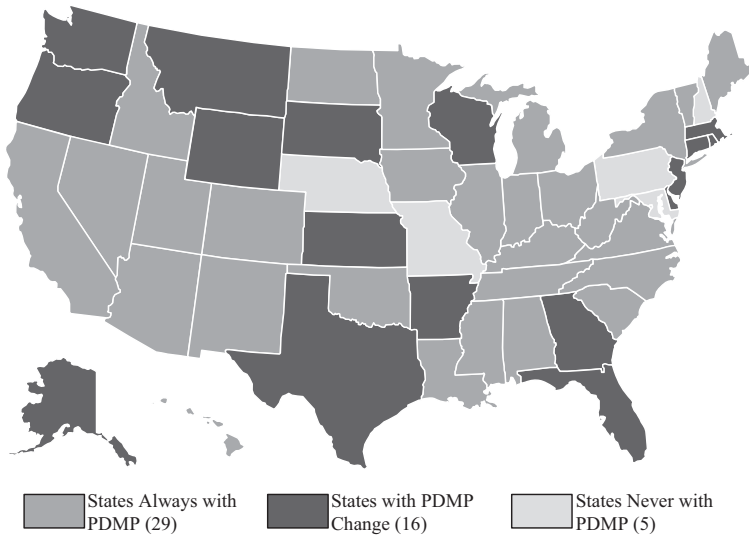 States Always with
PDMP (29)
States with PDMP
Change (16)
States Never with
PDMP (5)